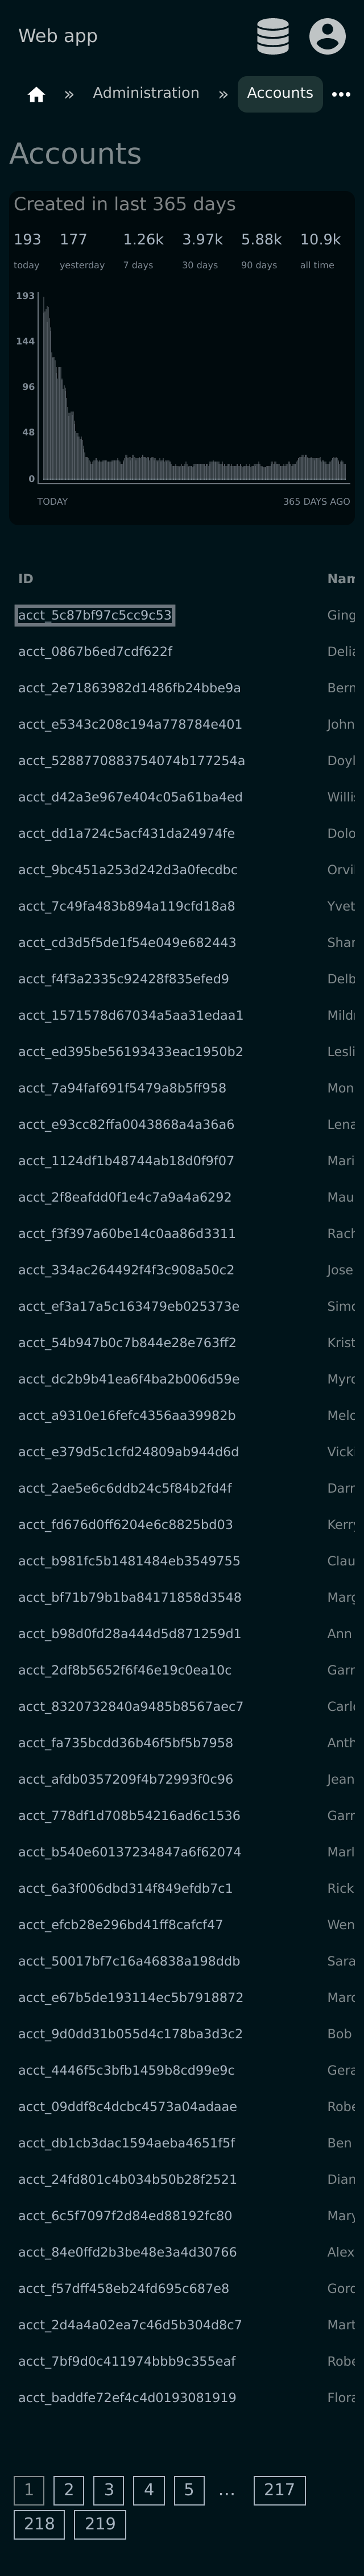 Web app
» Administration » Accounts
Accounts
Created in last 365 days
193 177 1.26k 3.97k 5.88k 10.9k
today yesterday 7 days 30 days 90 days all time
193
144
96
48
0
TODAY 365 DAYS AGO
ID Nam
acct_5c87bf97c5cc9c53 Ging
acct_0867b6ed7cdf622f Delia
acct_2e71863982d1486fb24bbe9a Bern
acct_e5343c208c194a778784e401 John
acct_5288770883754074b177254a Doyl
acct_d42a3e967e404c05a61ba4ed Willi
acct_dd1a724c5acf431da24974fe Dolo
acct_9bc451a253d242d3a0fecdbc Orvi
acct_7c49fa483b894a119cfd18a8 Yvet
acct_cd3d5f5de1f54e049e682443 Shar
acct_f4f3a2335c92428f835efed9 Delb
acct_1571578d67034a5aa31edaa1 Mild
acct_ed395be56193433eac1950b2 Lesli
acct_7a94faf691f5479a8b5ff958 Mon
acct_e93cc82ffa0043868a4a36a6 Lena
acct_1124df1b48744ab18d0f9f07 Mari
acct_2f8eafdd0f1e4c7a9a4a6292 Mau
acct_f3f397a60be14c0aa86d3311 Rach
acct_334ac264492f4f3c908a50c2 Jose
acct_ef3a17a5c163479eb025373e Simo
acct_54b947b0c7b844e28e763ff2 Krist
acct_dc2b9b41ea6f4ba2b006d59e Myro
acct_a9310e16fefc4356aa39982b Melo
acct_e379d5c1cfd24809ab944d6d Vick
acct_2ae5e6c6ddb24c5f84b2fd4f Darr
acct_fd676d0ff6204e6c8825bd03 Kerry
acct_b981fc5b1481484eb3549755 Clau
acct_bf71b79b1ba84171858d3548 Marg
acct_b98d0fd28a444d5d871259d1 Ann
acct_2df8b5652f6f46e19c0ea10c Garr
acct_8320732840a9485b8567aec7 Carlo
acct_fa735bcdd36b46f5bf5b7958 Anth
acct_afdb0357209f4b72993f0c96 Jean
acct_778df1d708b54216ad6c1536 Garr
acct_b540e60137234847a6f62074 Marl
acct_6a3f006dbd314f849efdb7c1 Rick
acct_efcb28e296bd41ff8cafcf47 Wen
acct_50017bf7c16a46838a198ddb Sara
acct_e67b5de193114ec5b7918872 Marc
acct_9d0dd31b055d4c178ba3d3c2 Bob
acct_4446f5c3bfb1459b8cd99e9c Gera
acct_09ddf8c4dcbc4573a04adaae Robe
acct_db1cb3dac1594aeba4651f5f Ben
acct_24fd801c4b034b50b28f2521 Dian
acct_6c5f7097f2d84ed88192fc80 Mary
acct_84e0ffd2b3be48e3a4d30766 Alex
acct_f57dff458eb24fd695c687e8 Gord
acct_2d4a4a02ea7c46d5b304d8c7 Mart
acct_7bf9d0c411974bbb9c355eaf Robe
acct_baddfe72ef4c4d0193081919 Flora
1 2 3 4 5 … 217
218 219